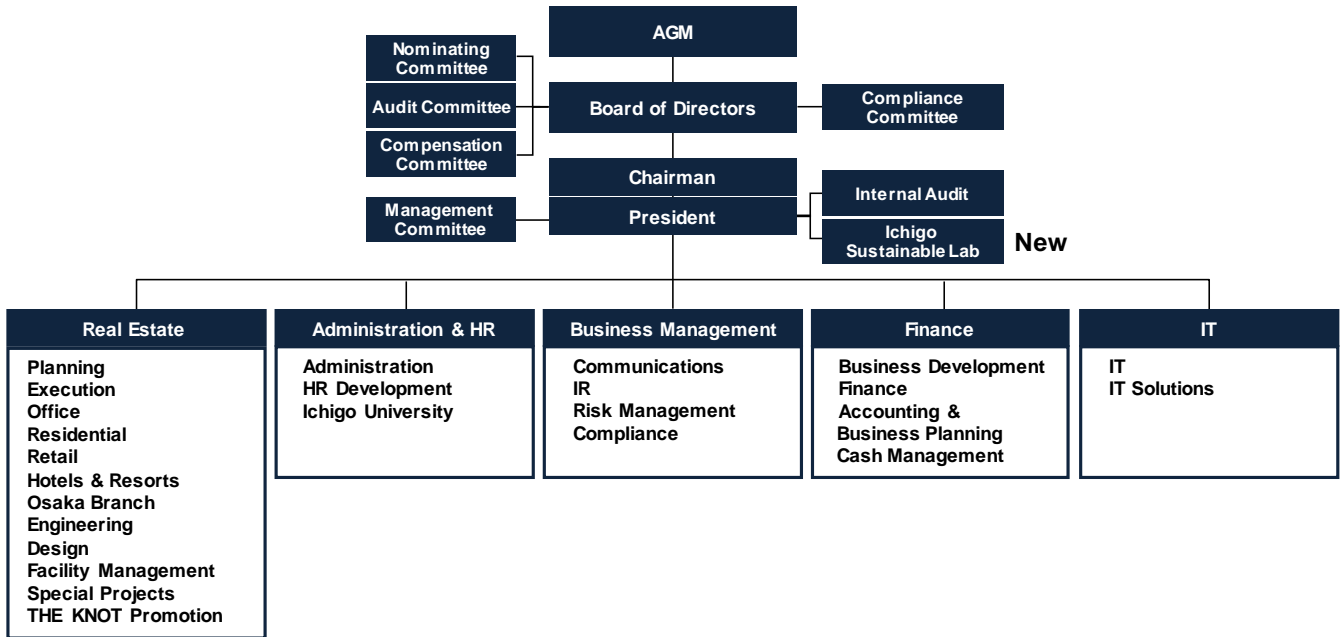 AGM
Nominating
Committee
Audit Committee
Compensation
Committee
Board of Directors
Compliance
Committee
Chairman
President
Management
Committee
Internal Audit
Ichigo
Sustainable Lab
New
Real Estate
Planning
Execution
Office
Residential
Retail
Hotels & Resorts
Osaka Branch
Engineering
Design
Facility Management
Special Projects
THE KNOT Promotion
Administration & HR
Administration
HR Development
Ichigo University
Business Management
Communications
IR
Risk Management
Compliance
Finance
Business Development
Finance
Accounting &
Business Planning
Cash Management
IT
IT
IT Solutions